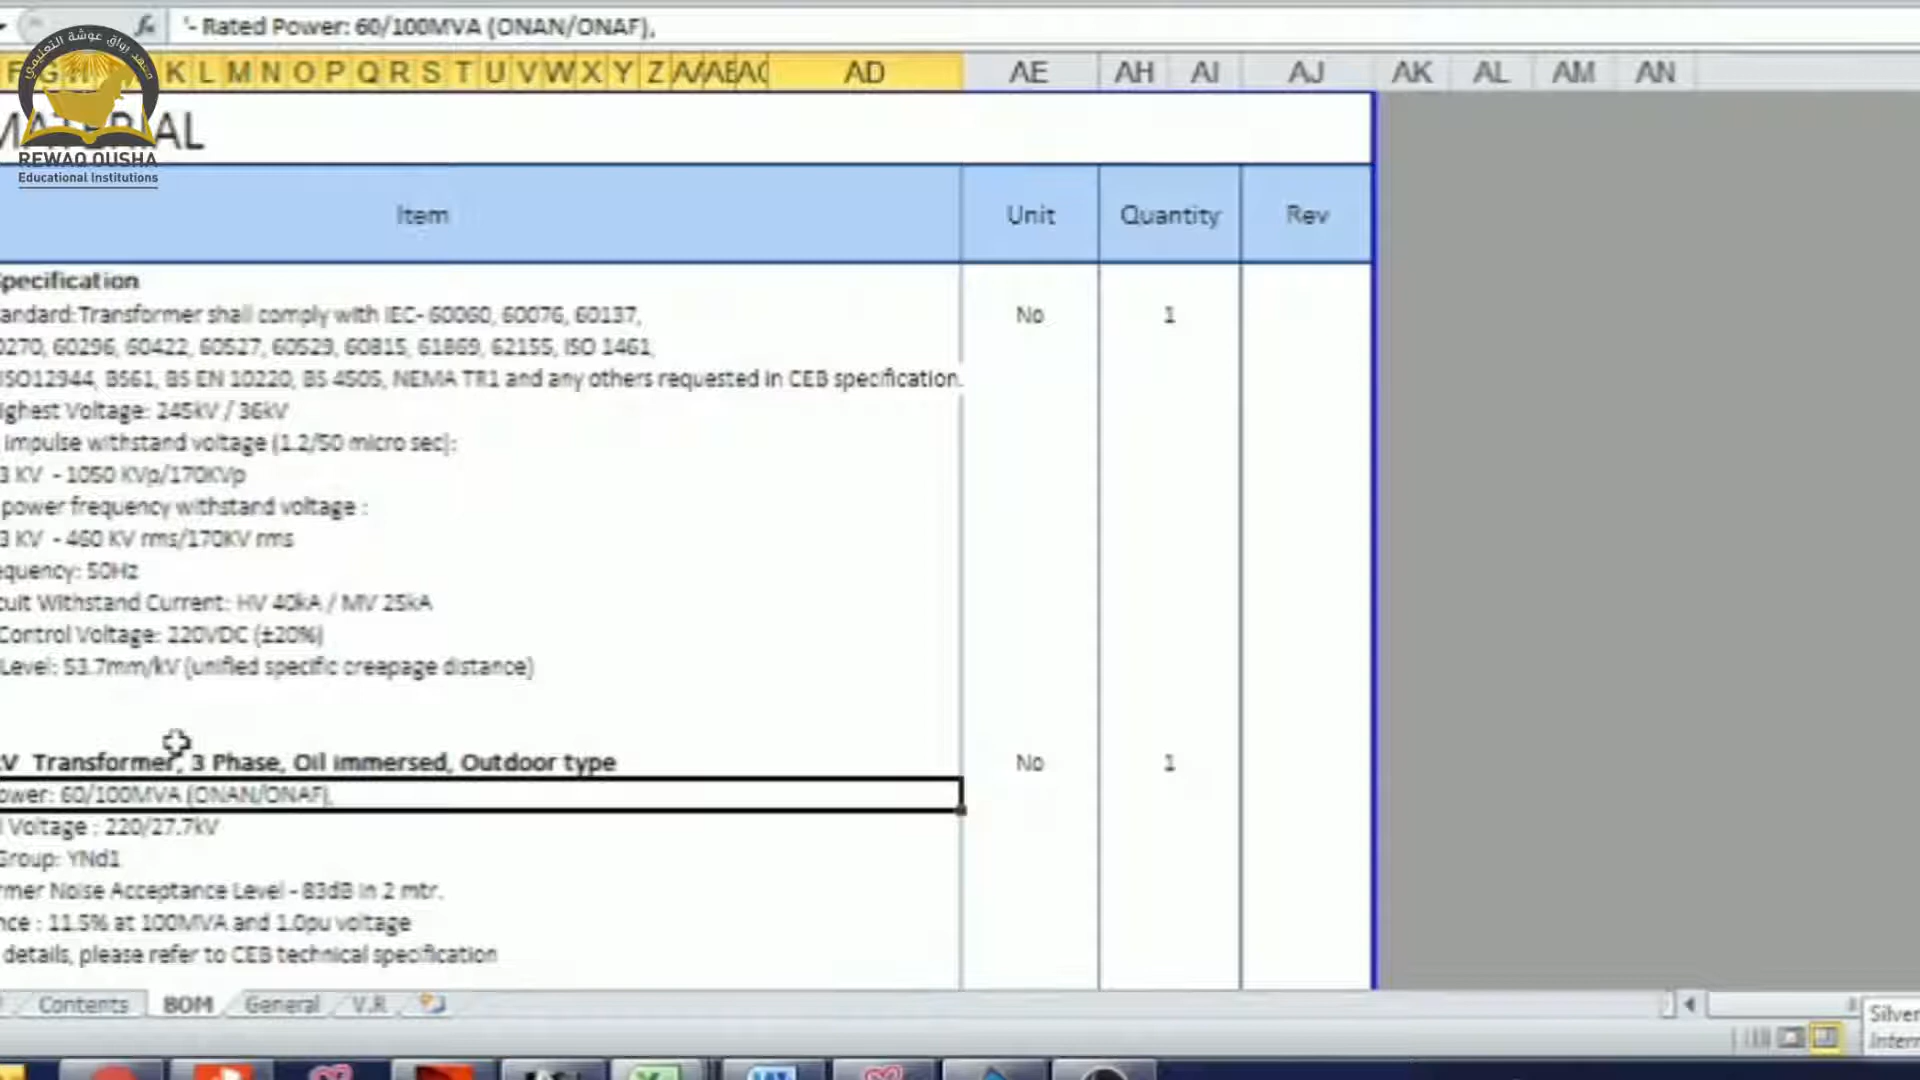 '- Rated Power: 60/100MVA (ONAN/ONAF),
K L M N O P Q R S T U V W X Y Z AD AE AH AI AJ AK AL AM AN
معهد رواق عوشة التعليمي
REWAQ OUSHA
Educational Institutions
MATERIAL
Item Unit Quantity Rev
pecification
andard:Transformer shall comply with IEC- 60060, 60076, 60137, No 1
0270, 60296, 60422, 60527, 60529, 60815, 61869, 62155, ISO 1461,
ISO12944, B561, BS EN 10220, BS 4505, NEMA TR1 and any others requested in CEB specification.
ighest Voltage: 245kV / 36kV
impulse withstand voltage (1.2/50 micro sec):
3 KV - 1050 KVp/170KVp
power frequency withstand voltage :
3 KV - 460 KV rms/170KV rms
equency: 50Hz
cuit Withstand Current: HV 40kA / MV 25kA
Control Voltage: 220VDC (±20%)
Level: 53.7mm/kV (unified specific creepage distance)
V Transformer, 3 Phase, Oil immersed, Outdoor type No 1
ower: 60/100MVA (ONAN/ONAF),
l Voltage : 220/27.7kV
Group: YNd1
rmer Noise Acceptance Level - 83dB in 2 mtr.
nce : 11.5% at 100MVA and 1.0pu voltage
details, please refer to CEB technical specification
Contents BOM General V.R
Silver
Intern